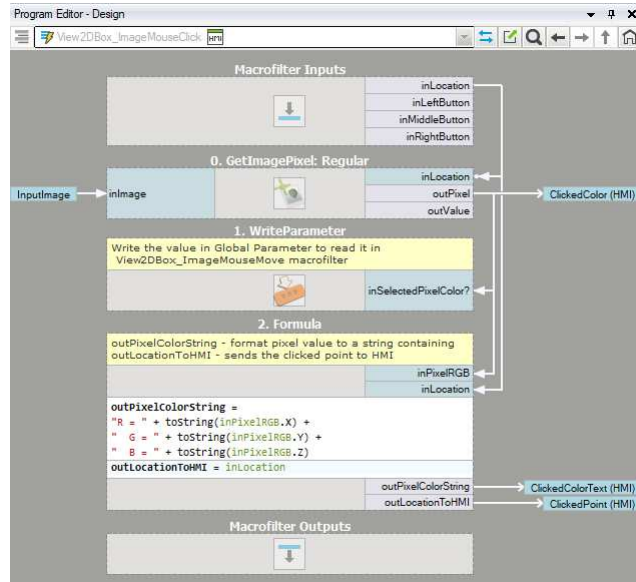 Program Editor - Design
View2DBox_ImageMouseClick HMI
Macrofilter Inputs
inLocation
inLeftButton
inMiddleButton
inRightButton
0. GetImagePixel: Regular
inLocation
InputImage
inImage
outPixel
ClickedColor (HMI)
outValue
1. WriteParameter
Write the value in Global Parameter to read it in
View2DBox_ImageMouseMove macrofilter
inSelectedPixelColor?
2. Formula
outPixelColorString - format pixel value to a string containing
outLocationToHMI - sends the clicked point to HMI
inPixelRGB
inLocation
outPixelColorString =
"R = " + toString(inPixelRGB.X) +
"  G = " + toString(inPixelRGB.Y) +
"  B = " + toString(inPixelRGB.Z)
outLocationToHMI = inLocation
outPixelColorString
ClickedColorText (HMI)
outLocationToHMI
ClickedPoint (HMI)
Macrofilter Outputs